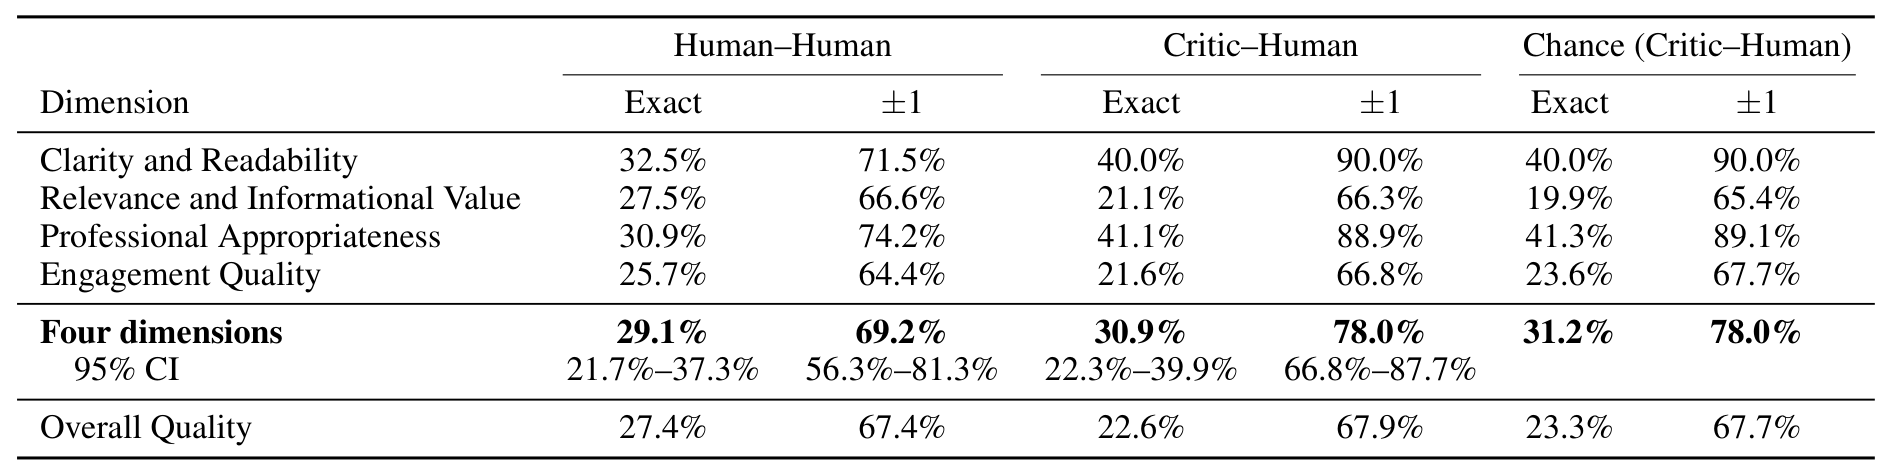 Human–Human Critic–Human Chance (Critic–Human)
Dimension Exact ±1 Exact ±1 Exact ±1
Clarity and Readability 32.5% 71.5% 40.0% 90.0% 40.0% 90.0%
Relevance and Informational Value 27.5% 66.6% 21.1% 66.3% 19.9% 65.4%
Professional Appropriateness 30.9% 74.2% 41.1% 88.9% 41.3% 89.1%
Engagement Quality 25.7% 64.4% 21.6% 66.8% 23.6% 67.7%
Four dimensions 29.1% 69.2% 30.9% 78.0% 31.2% 78.0%
95% CI 21.7%–37.3% 56.3%–81.3% 22.3%–39.9% 66.8%–87.7%
Overall Quality 27.4% 67.4% 22.6% 67.9% 23.3% 67.7%